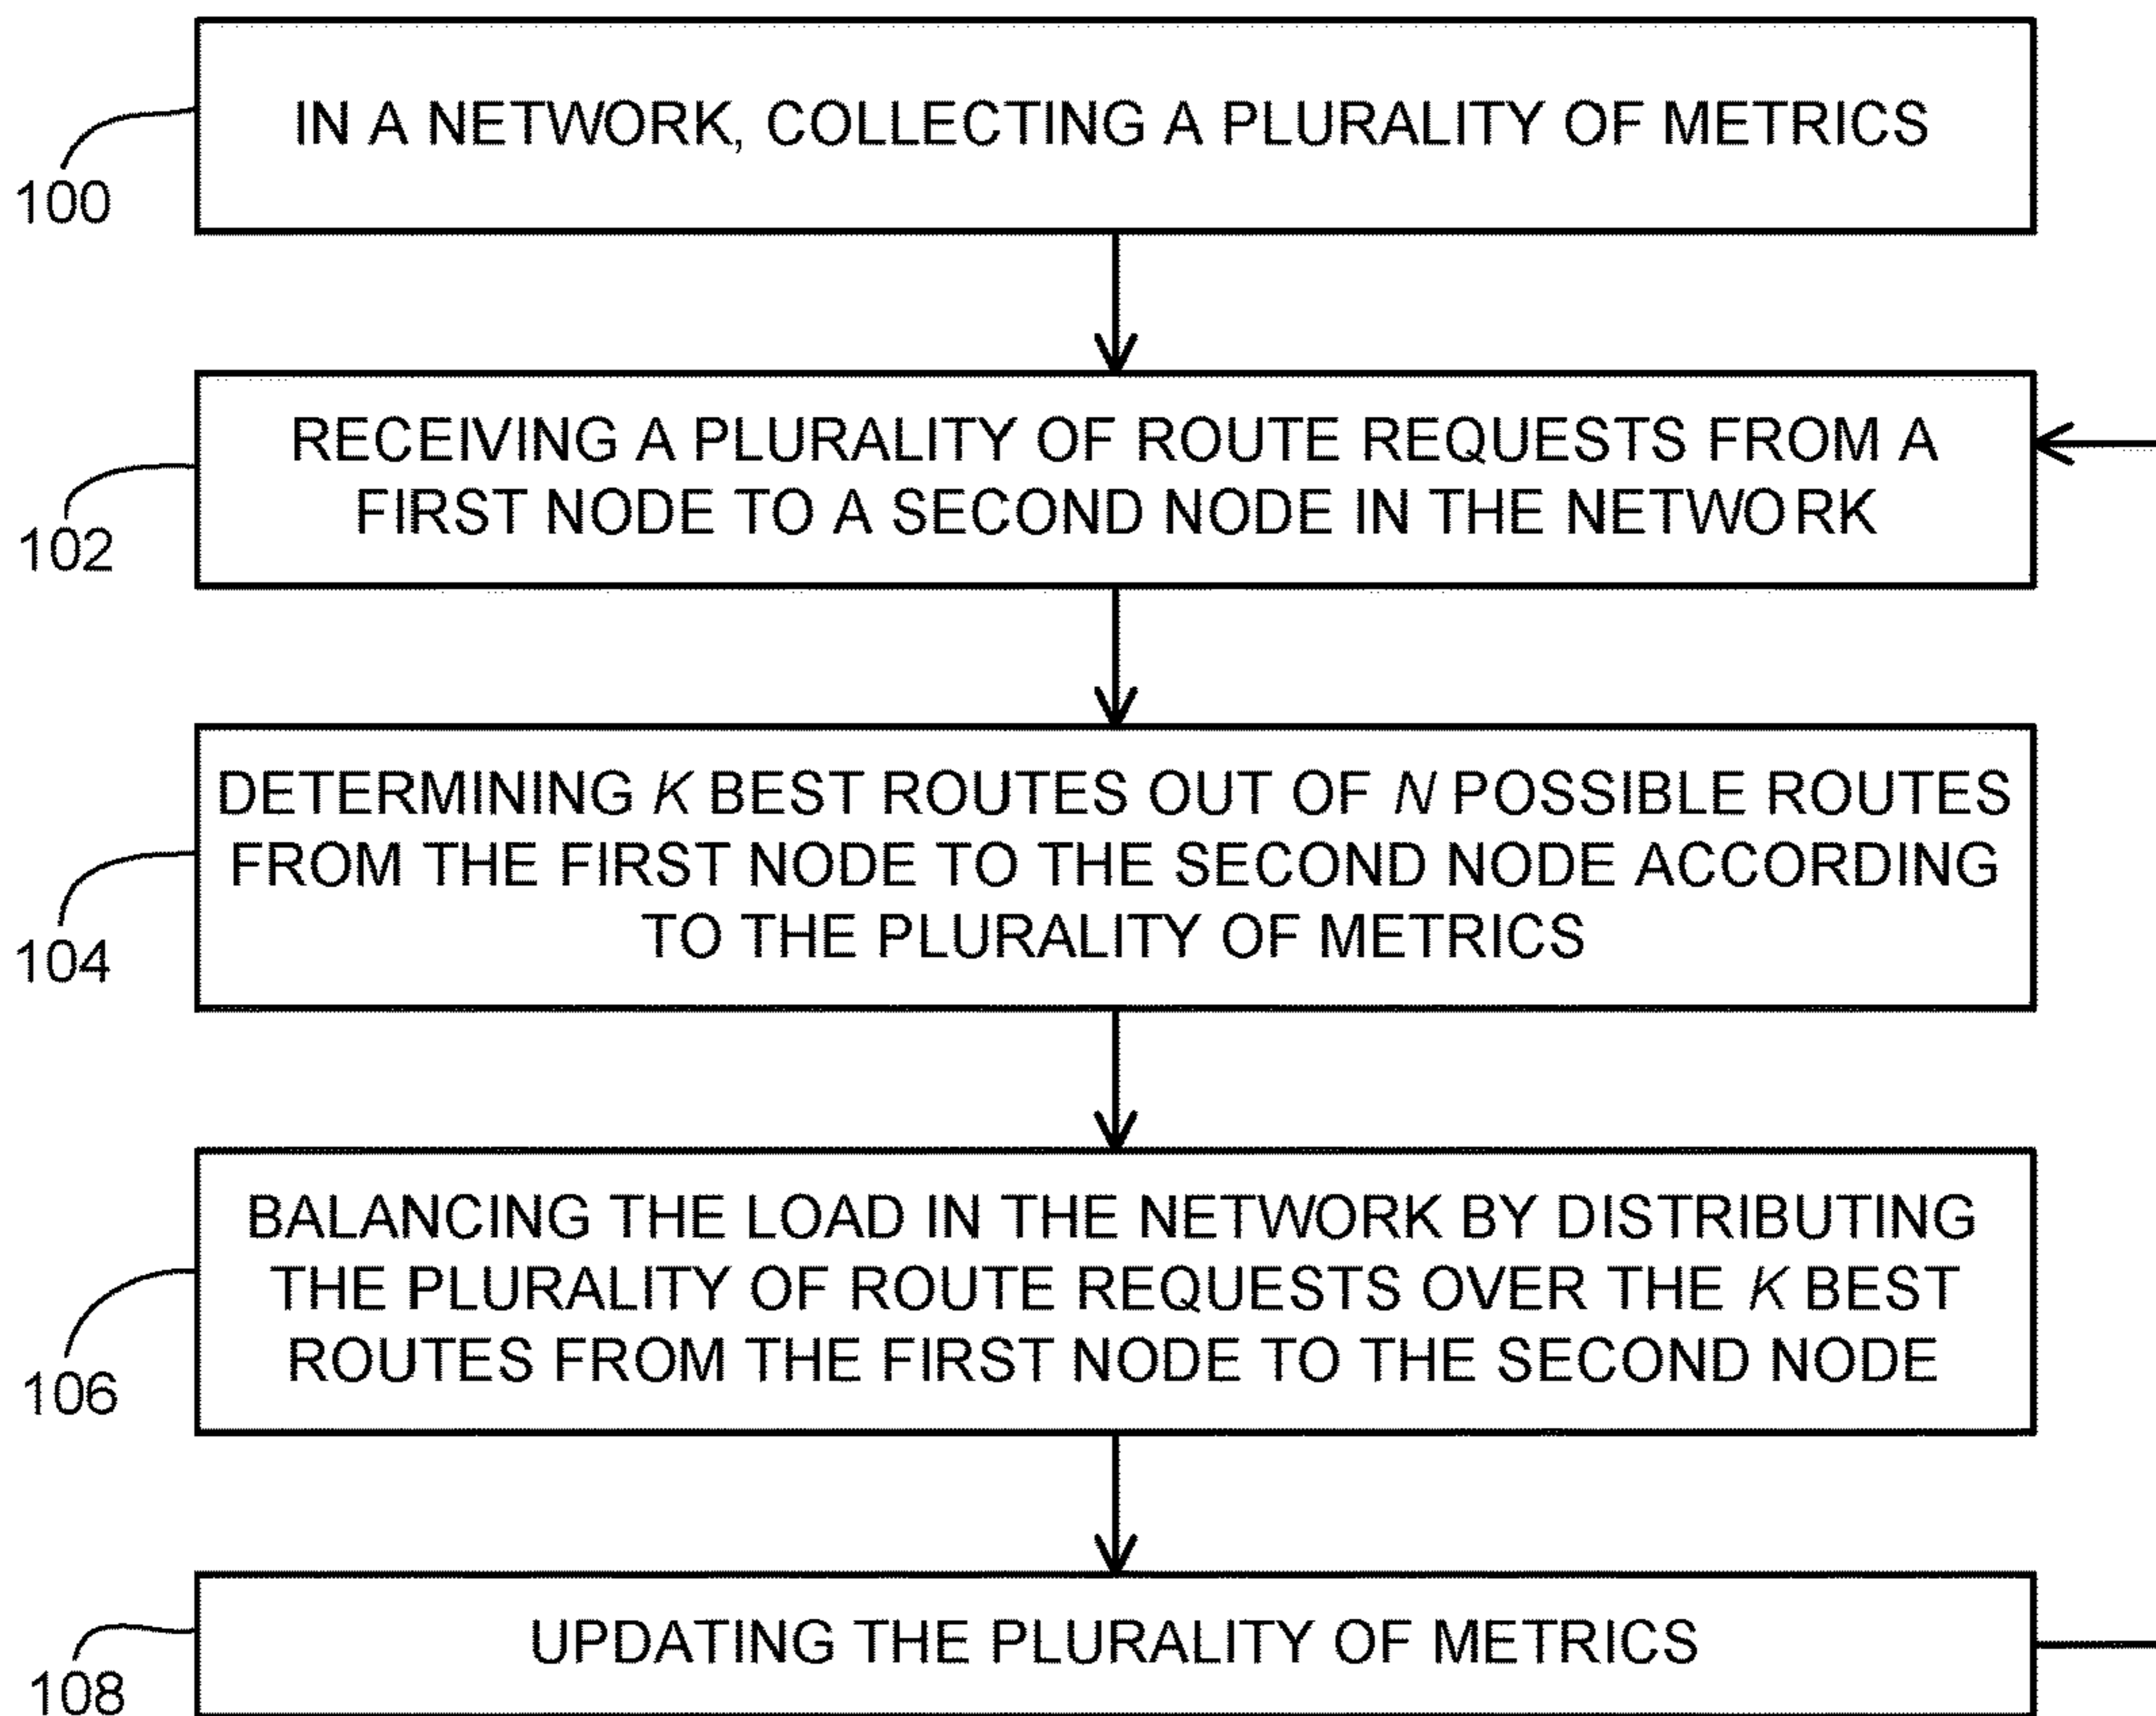 IN A NETWORK, COLLECTING A PLURALITY OF METRICS
100
RECEIVING A PLURALITY OF ROUTE REQUESTS FROM A
FIRST NODE TO A SECOND NODE IN THE NETWORK
102
DETERMINING K BEST ROUTES OUT OF N POSSIBLE ROUTES
FROM THE FIRST NODE TO THE SECOND NODE ACCORDING
TO THE PLURALITY OF METRICS
104
BALANCING THE LOAD IN THE NETWORK BY DISTRIBUTING
THE PLURALITY OF ROUTE REQUESTS OVER THE K BEST
ROUTES FROM THE FIRST NODE TO THE SECOND NODE
106
UPDATING THE PLURALITY OF METRICS
108